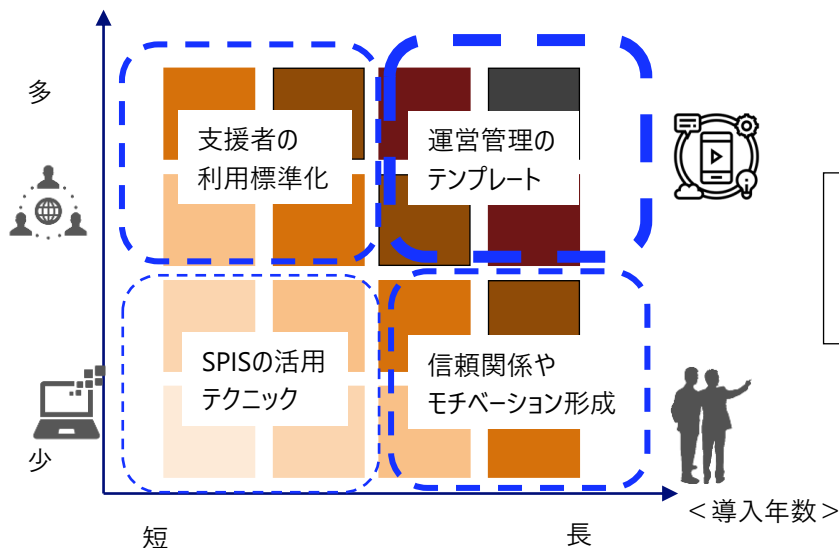 多
支援者の
利用標準化
運営管理の
テンプレート
SPISの活用
テクニック
信頼関係や
モチベーション形成
少
＜導入年数＞
短
長